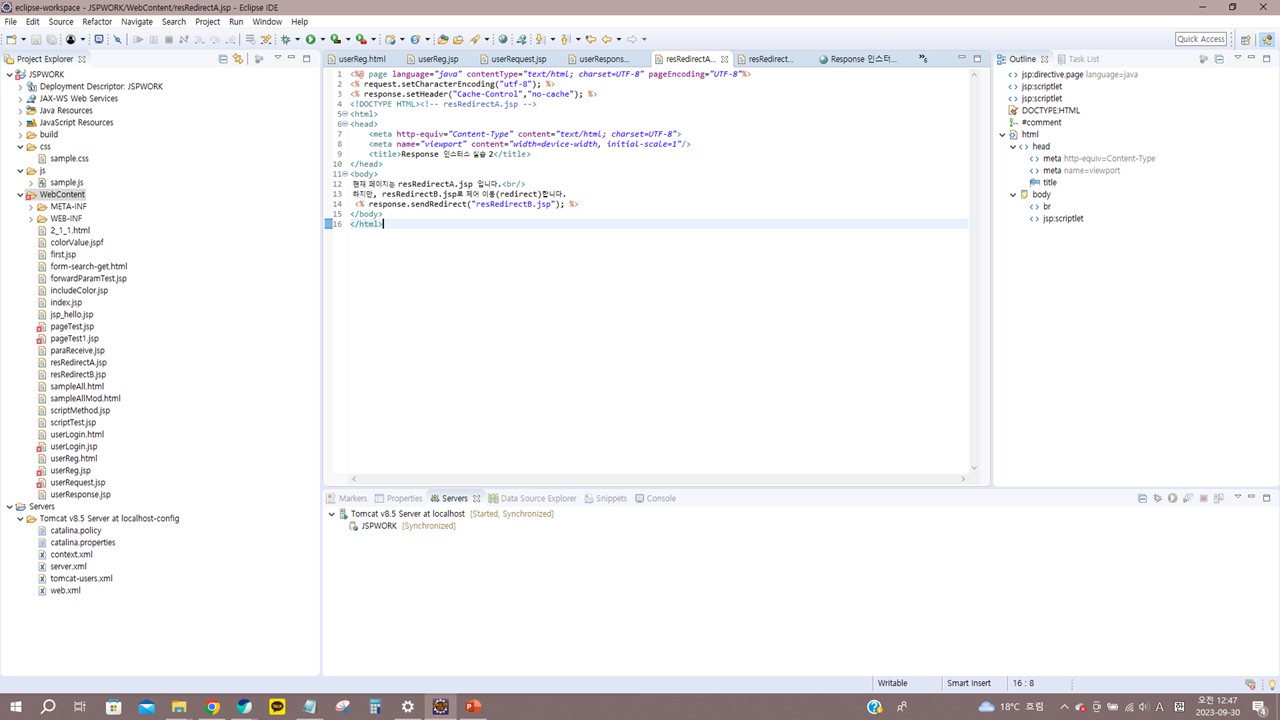 eclipse-workspace - JSPWORK/WebContent/resRedirectA.jsp - Eclipse IDE
File Edit Source Refactor Navigate Search Project Run Window Help
Quick Access
Project Explorer
JSPWORK
Deployment Descriptor: JSPWORK
JAX-WS Web Services
Java Resources
JavaScript Resources
build
css
sample.css
js
sample.js
WebContent
META-INF
WEB-INF
2_1_1.html
colorValue.jspf
first.jsp
form-search-get.html
forwardParamTest.jsp
includeColor.jsp
index.jsp
jsp_hello.jsp
pageTest.jsp
pageTest1.jsp
paraReceive.jsp
resRedirectA.jsp
resRedirectB.jsp
sampleAll.html
sampleAllMod.html
scriptMethod.jsp
scriptTest.jsp
userLogin.html
userLogin.jsp
userReg.html
userReg.jsp
userRequest.jsp
userResponse.jsp
Servers
Tomcat v8.5 Server at localhost-config
catalina.policy
catalina.properties
context.xml
server.xml
tomcat-users.xml
web.xml
userReg.html userReg.jsp userRequest.jsp userRespons... resRedirectA... resRedirect... Response 인스터... »6
1 <%@ page language="java" contentType="text/html; charset=UTF-8" pageEncoding="UTF-8"%>
2 <% request.setCharacterEncoding("utf-8"); %>
3 <% response.setHeader("Cache-Control","no-cache"); %>
4 <!DOCTYPE HTML><!-- resRedirectA.jsp -->
5 <html>
6 <head>
7 <meta http-equiv="Content-Type" content="text/html; charset=UTF-8">
8 <meta name="viewport" content="width=device-width, initial-scale=1"/>
9 <title>Response 인스터스 실습 2</title>
10 </head>
11 <body>
12 현재 페이지는 resRedirectA.jsp 입니다.<br/>
13 하지만, resRedirectB.jsp로 페어 이동(redirect)합니다.
14 <% response.sendRedirect("resRedirectB.jsp"); %>
15 </body>
16 </html>
Outline Task List
jsp:directive.page language=java
jsp:scriptlet
jsp:scriptlet
DOCTYPE:HTML
#comment
html
head
meta http-equiv=Content-Type
meta name=viewport
title
body
br
jsp:scriptlet
Markers Properties Servers Data Source Explorer Snippets Console
Tomcat v8.5 Server at localhost [Started, Synchronized]
JSPWORK [Synchronized]
Writable Smart Insert 16 : 8
18°C 흐림
A
오전 12:47
2023-09-30
4